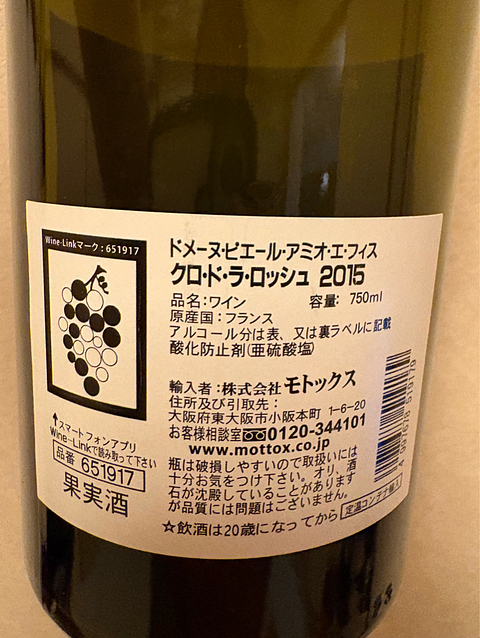 Wine-Linkマーク:651917
↑スマートフォンアプリ
Wine-Linkで読み取って下さい
品番 651917
果実酒
ドメーヌ・ピエール・アミオ・エ・フィス
クロ・ド・ラ・ロッシュ 2015
品名:ワイン 容量: 750ml
原産国:フランス
アルコール分は表、又は裏ラベルに記載
酸化防止剤(亜硫酸塩)
輸入者:株式会社モトックス
住所及び引取先:
大阪府東大阪市小阪本町 1-6-20
お客様相談室 0120-344101
www.mottox.co.jp
瓶は破損しやすいので取扱いには
十分お気をつけ下さい。オリ、酒
石が沈殿していることがあります
が品質には問題はございません。
☆飲酒は20歳になってから 定温コンテナ輸入